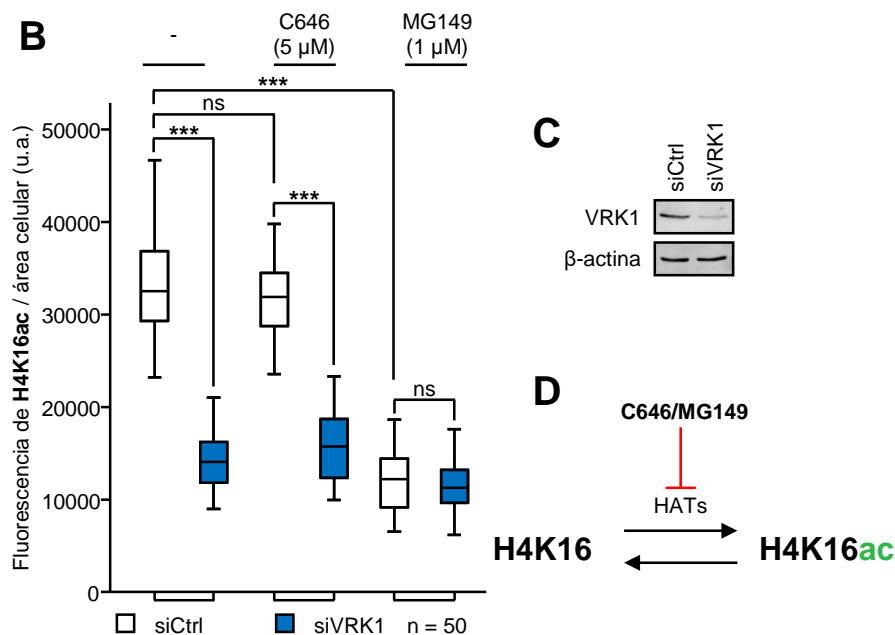 B
-
C646
(5 µM)
MG149
(1 µM)
***
ns
***
***
ns
Fluorescencia de H4K16ac / área celular (u.a.)
50000
40000
30000
20000
10000
0
siCtrl
siVRK1
n = 50
C
siCtrl
siVRK1
VRK1
β-actina
D
C646/MG149
HATs
H4K16
H4K16ac